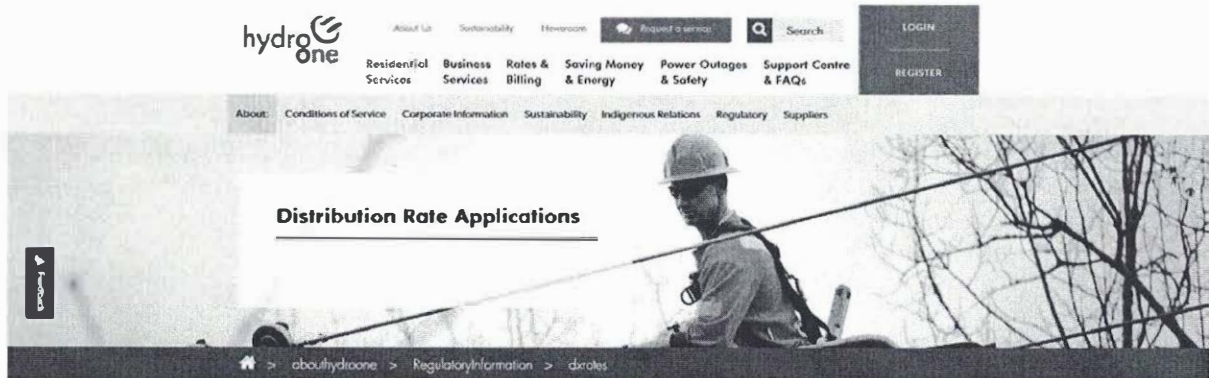 hydro
one
About Us Sustainability Newsroom Request a service Search
LOGIN
REGISTER
Residential Services
Business Services
Rates & Billing
Saving Money & Energy
Power Outages & Safety
Support Centre & FAQs
About: Conditions of Service Corporate Information Sustainability Indigenous Relations Regulatory Suppliers
Distribution Rate Applications
Feedback
> abouthydroone > RegulatoryInformation > dxrates